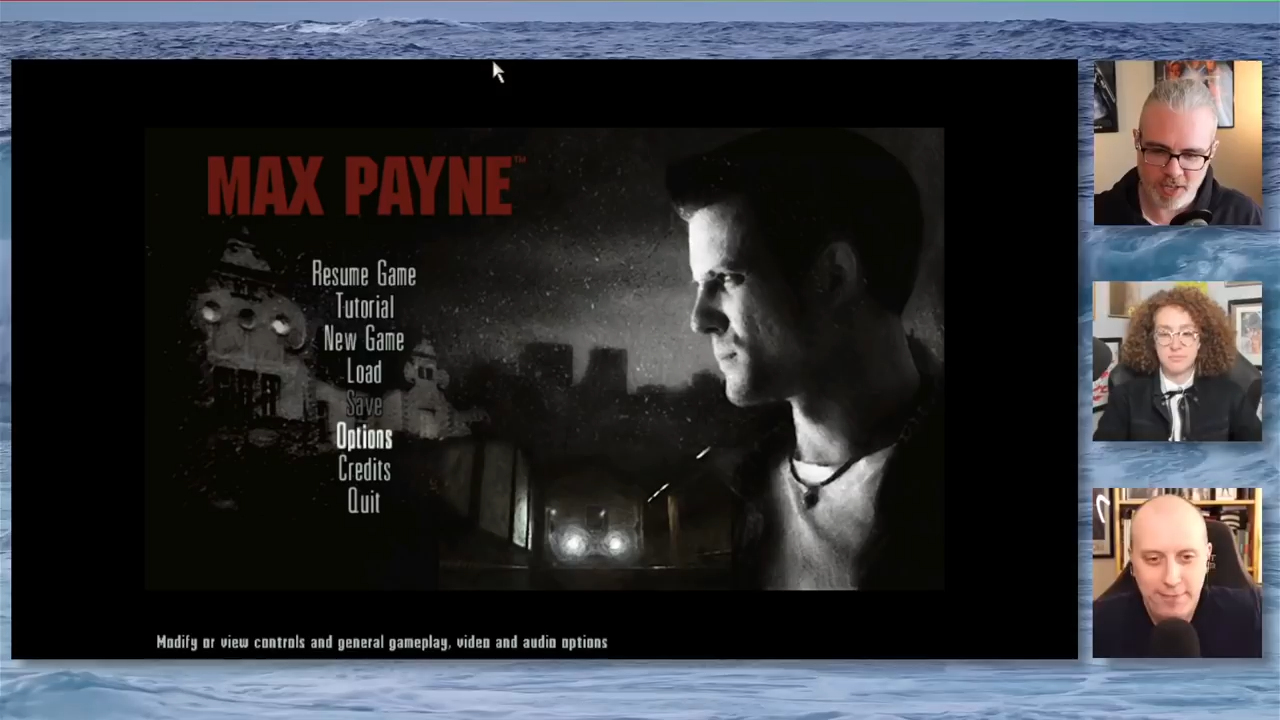 MAX PAYNE™
Resume Game
Tutorial
New Game
Load
Save
Options
Credits
Quit
Modify or view controls and general gameplay, video and audio options